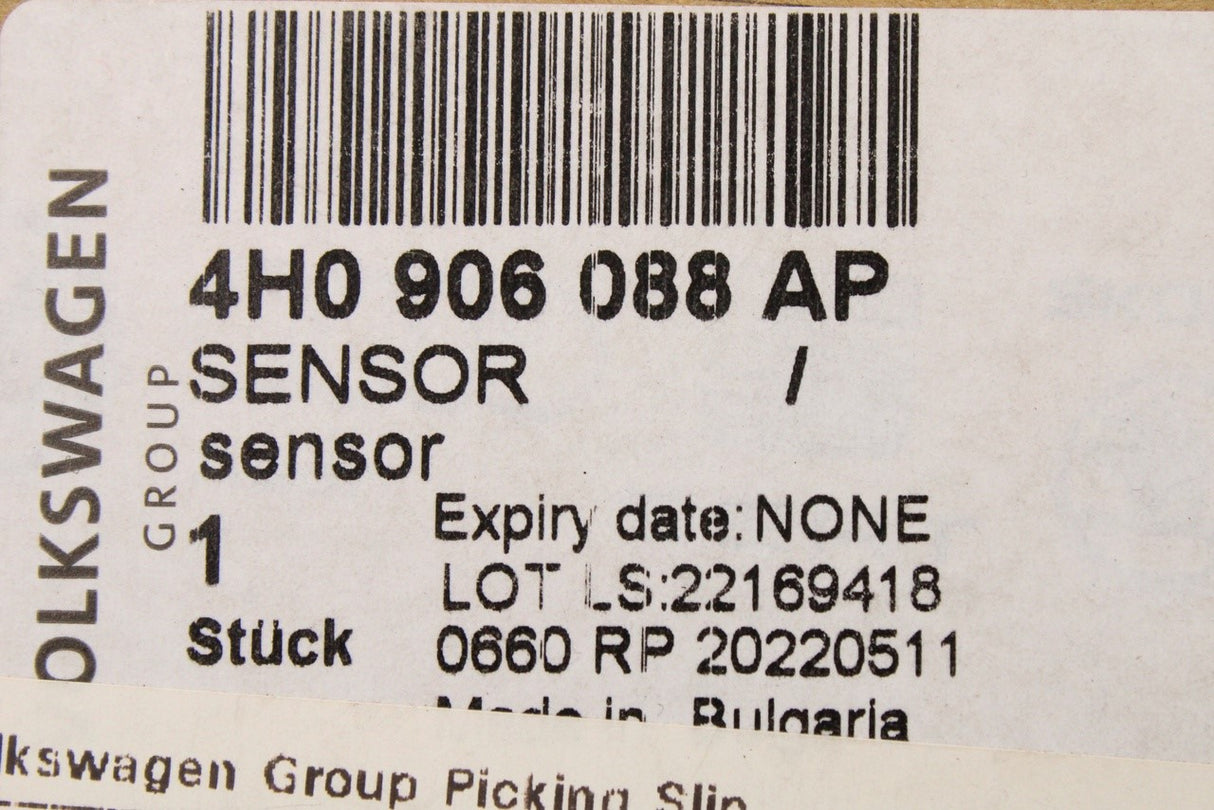 OLKSWAGEN
GROUP
4H0 906 088 AP
SENSOR /
sensor
1
Stück
Expiry date:NONE
LOT LS:22169418
0660 RP 20220511
Made in Bulgaria
lkswagen Group Picking Slip